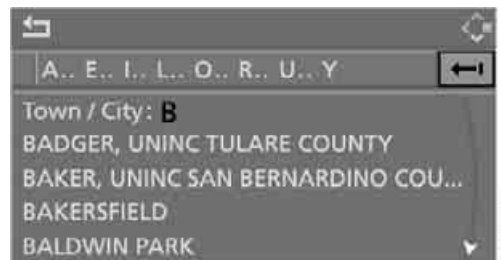 A.. E.. I.. L.. O.. R.. U.. Y
Town / City: B
BADGER, UNINC TULARE COUNTY
BAKER, UNINC SAN BERNARDINO COU...
BAKERSFIELD
BALDWIN PARK